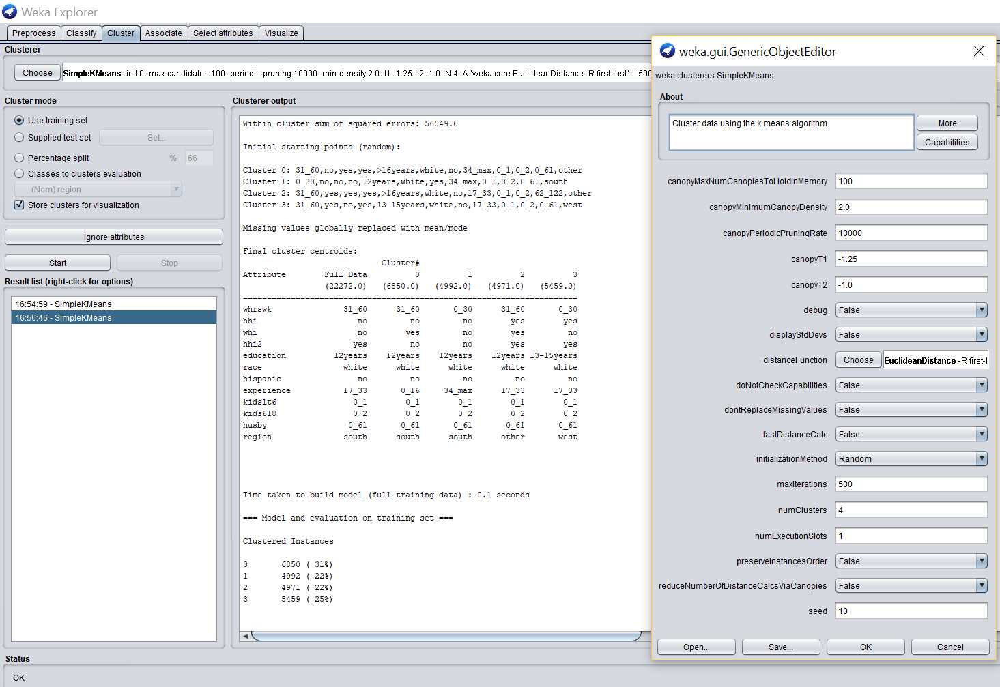 Weka Explorer
Preprocess Classify Cluster Associate Select attributes Visualize
Clusterer
Choose SimpleKMeans -init 0 -max-candidates 100 -periodic-pruning 10000 -min-density 2.0 -t1 -1.25 -t2 -1.0 -N 4 -A "weka.core.EuclideanDistance -R first-last" -I 500
Cluster mode
Use training set
Supplied test set Set...
Percentage split % 66
Classes to clusters evaluation
(Nom) region
Store clusters for visualization
Ignore attributes
Start Stop
Result list (right-click for options)
16:54:59 - SimpleKMeans
16:56:46 - SimpleKMeans
Clusterer output
Within cluster sum of squared errors: 56549.0
Initial starting points (random):
Cluster 0: 31_60,no,yes,yes,>16years,white,no,34_max,0_1,0_2,0_61,other
Cluster 1: 0_30,no,no,no,12years,white,yes,34_max,0_1,0_2,0_61,south
Cluster 2: 31_60,yes,yes,yes,>16years,white,no,17_33,0_1,0_2,62_122,other
Cluster 3: 31_60,yes,no,yes,13-15years,white,no,17_33,0_1,0_2,0_61,west
Missing values globally replaced with mean/mode
Final cluster centroids:
Cluster#
Attribute Full Data 0 1 2 3
(22272.0) (6850.0) (4992.0) (4971.0) (5459.0)
======================================================================
whrswk 31_60 31_60 0_30 31_60 0_30
hhi no no no yes yes
whi no yes no yes no
hhi2 yes no no yes yes
education 12years 12years 12years 12years 13-15years
race white white white white white
hispanic no no no no no
experience 17_33 0_16 34_max 17_33 17_33
kidslt6 0_1 0_1 0_1 0_1 0_1
kids618 0_2 0_2 0_2 0_2 0_2
husby 0_61 0_61 0_61 0_61 0_61
region south south south other west
Time taken to build model (full training data) : 0.1 seconds
=== Model and evaluation on training set ===
Clustered Instances
0 6850 ( 31%)
1 4992 ( 22%)
2 4971 ( 22%)
3 5459 ( 25%)
Status
OK
weka.gui.GenericObjectEditor
weka.clusterers.SimpleKMeans
About
Cluster data using the k means algorithm.
More
Capabilities
canopyMaxNumCanopiesToHoldInMemory 100
canopyMinimumCanopyDensity 2.0
canopyPeriodicPruningRate 10000
canopyT1 -1.25
canopyT2 -1.0
debug False
displayStdDevs False
distanceFunction Choose EuclideanDistance -R first-l
doNotCheckCapabilities False
dontReplaceMissingValues False
fastDistanceCalc False
initializationMethod Random
maxIterations 500
numClusters 4
numExecutionSlots 1
preserveInstancesOrder False
reduceNumberOfDistanceCalcsViaCanopies False
seed 10
Open... Save... OK Cancel